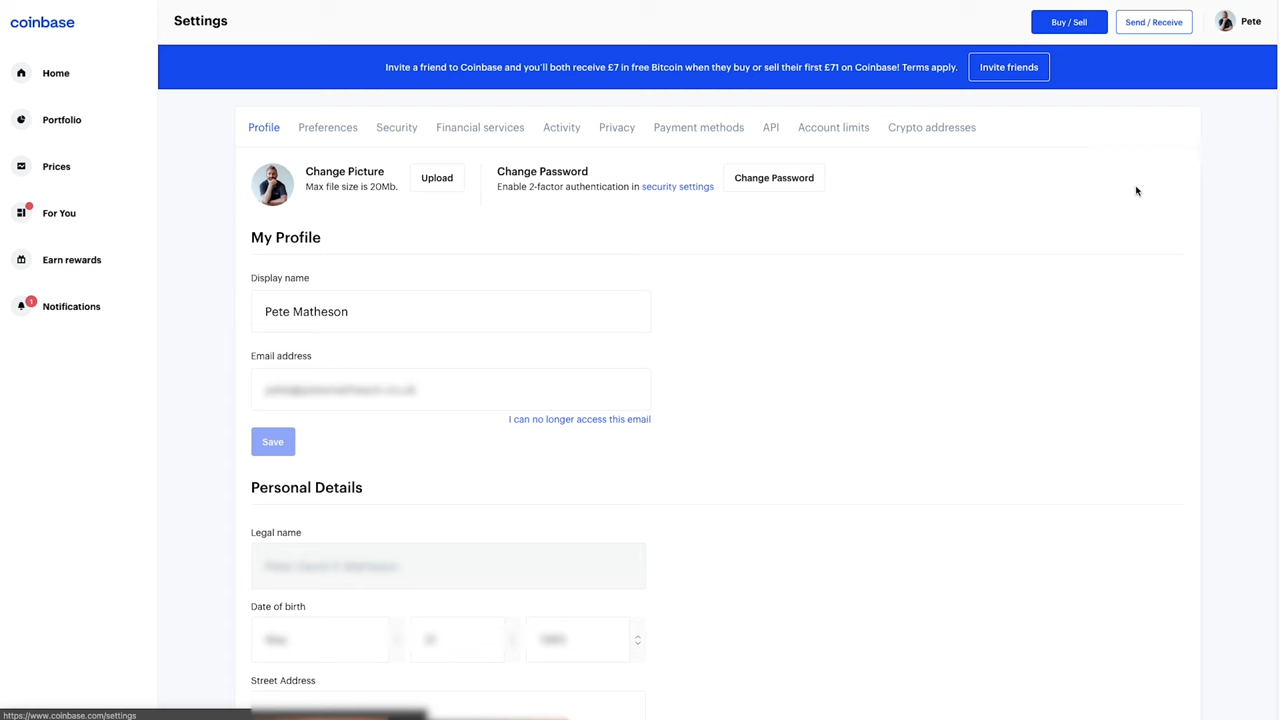 coinbase
Settings
Buy / Sell
Send / Receive
Pete
Home
Portfolio
Prices
For You
Earn rewards
1
Notifications
Invite a friend to Coinbase and you'll both receive £7 in free Bitcoin when they buy or sell their first £71 on Coinbase! Terms apply.
Invite friends
Profile
Preferences
Security
Financial services
Activity
Privacy
Payment methods
API
Account limits
Crypto addresses
Change Picture
Max file size is 20Mb.
Upload
Change Password
Enable 2-factor authentication in security settings
Change Password
My Profile
Display name
Pete Matheson
Email address
I can no longer access this email
Save
Personal Details
Legal name
Date of birth
Street Address
https://www.coinbase.com/settings